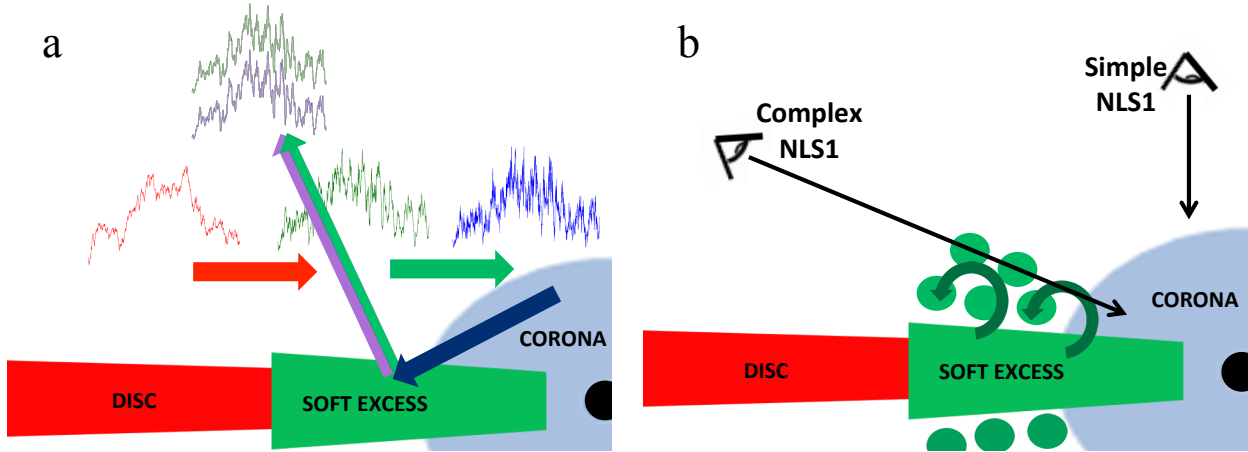 a
CORONA
DISC
SOFT EXCESS
b
Simple
NLS1
Complex
NLS1
CORONA
DISC
SOFT EXCESS